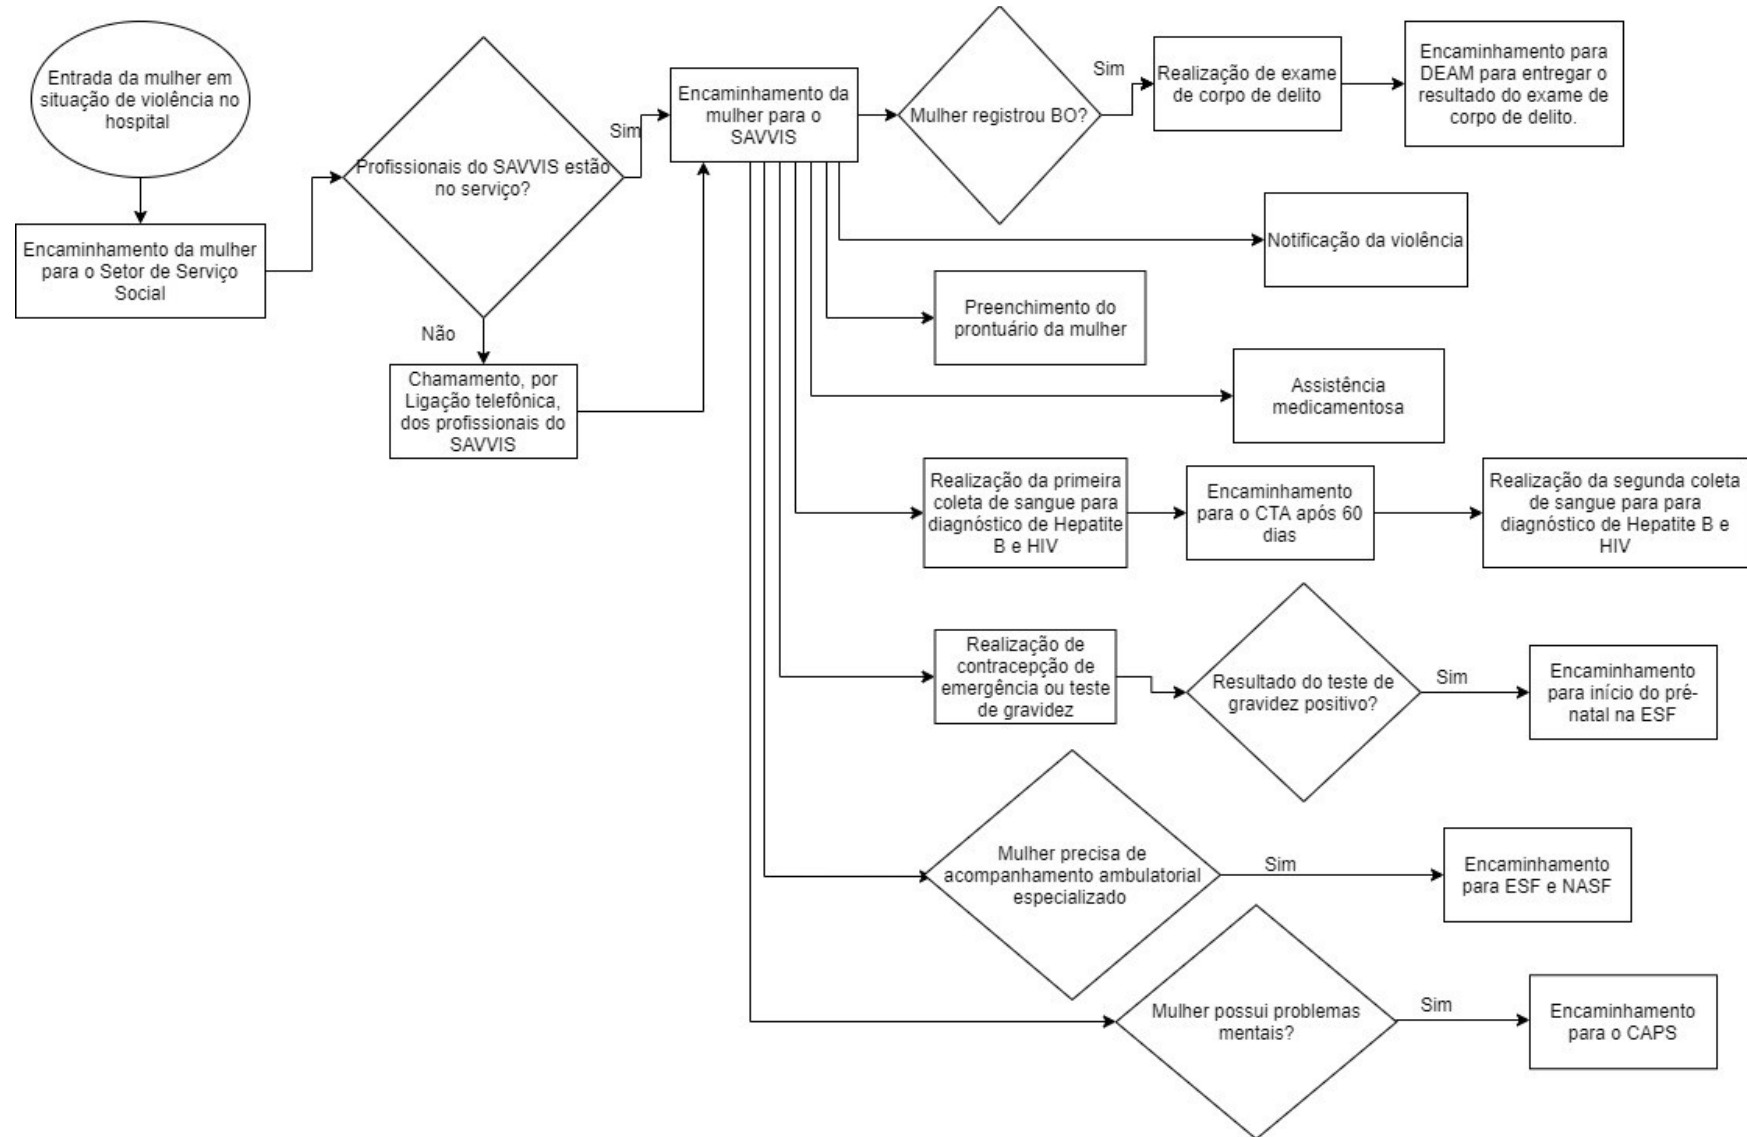 Entrada da mulher em
situação de violência no
hospital
Encaminhamento da mulher
para o Setor de Serviço
Social
Profissionais do SAVVIS estão
no serviço?
Sim
Não
Chamamento, por
Ligação telefônica,
dos profissionais do
SAVVIS
Encaminhamento da
mulher para o
SAVVIS
Mulher registrou BO?
Sim
Realização de exame
de corpo de delito
Encaminhamento para
DEAM para entregar o
resultado do exame de
corpo de delito.
Notificação da violência
Preenchimento do
prontuário da mulher
Assistência
medicamentosa
Realização da primeira
coleta de sangue para
diagnóstico de Hepatite
B e HIV
Encaminhamento
para o CTA após 60
dias
Realização da segunda coleta
de sangue para para
diagnóstico de Hepatite B e
HIV
Realização de
contracepção de
emergência ou teste
de gravidez
Resultado do teste de
gravidez positivo?
Sim
Encaminhamento
para início do pré-
natal na ESF
Mulher precisa de
acompanhamento ambulatorial
especializado
Sim
Encaminhamento
para ESF e NASF
Mulher possui problemas
mentais?
Sim
Encaminhamento
para o CAPS